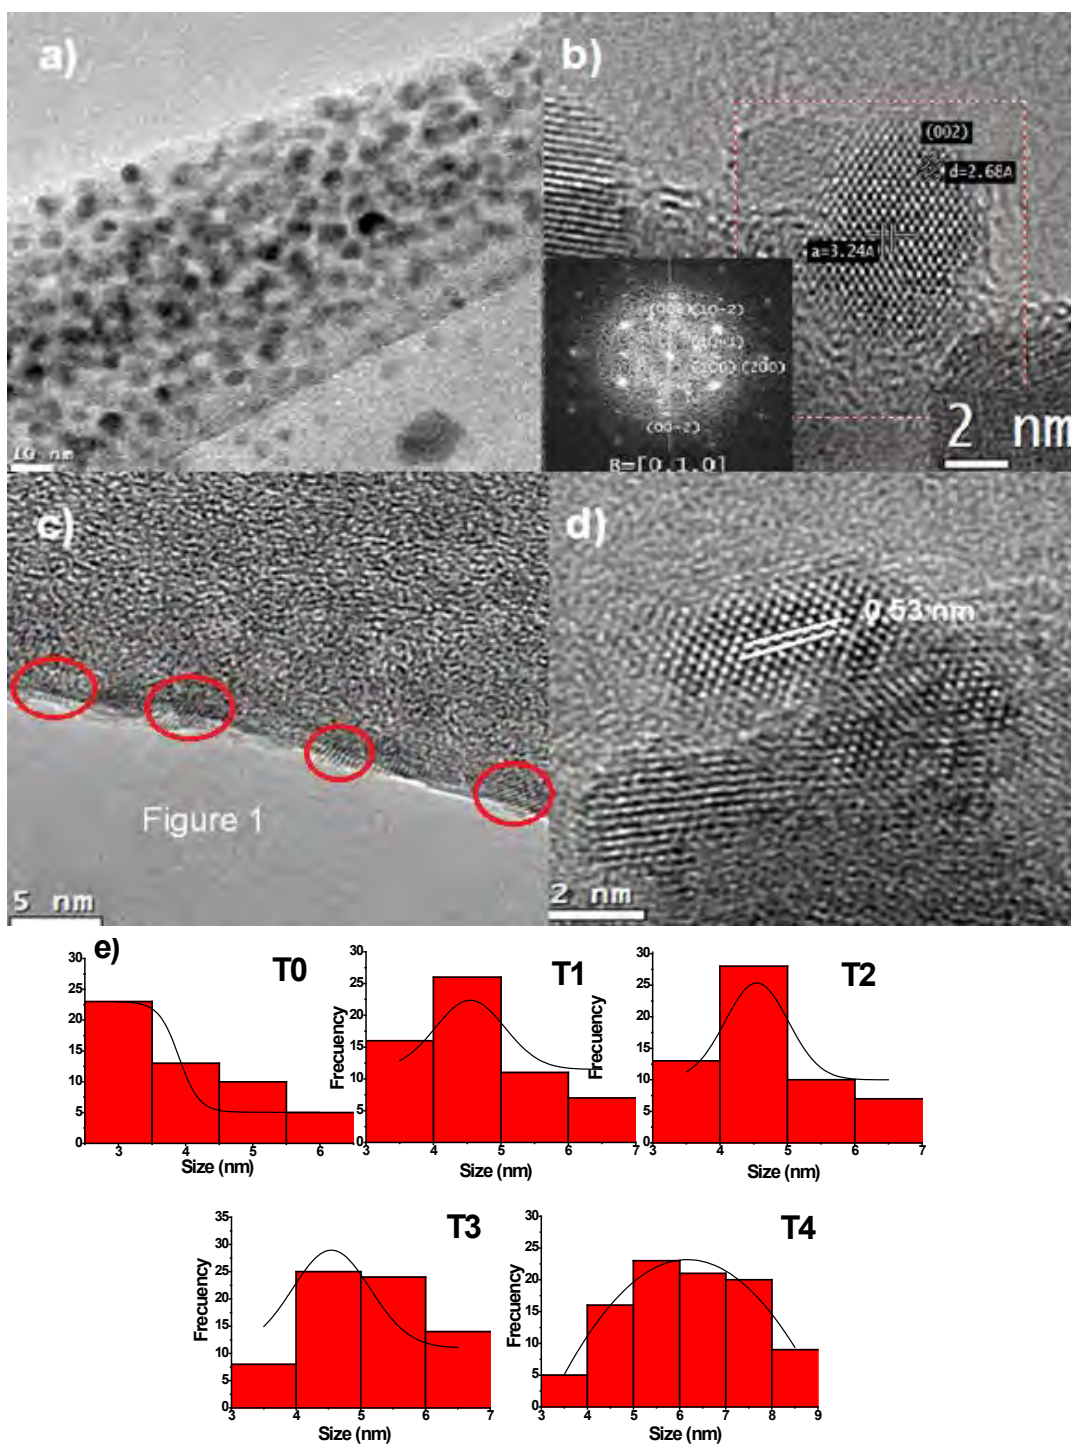 a)
10 nm
b)
(002)
d=2.68A
a=3.24A
(10-2)
(200)
(00-2)
B=[0,1,0]
2 nm
c)
Figure 1
5 nm
d)
0.53 nm
2 nm
e)
T0
30
25
20
15
10
5
0
3 4 5 6
Size (nm)
T1
Frecuency
30
25
20
15
10
5
0
3 4 5 6 7
Size (nm)
T2
Frecuency
30
25
20
15
10
5
0
3 4 5 6 7
Size (nm)
T3
Frecuency
35
30
25
20
15
10
5
0
3 4 5 6 7
Size (nm)
T4
Frecuency
30
25
20
15
10
5
0
3 4 5 6 7 8 9
Size (nm)